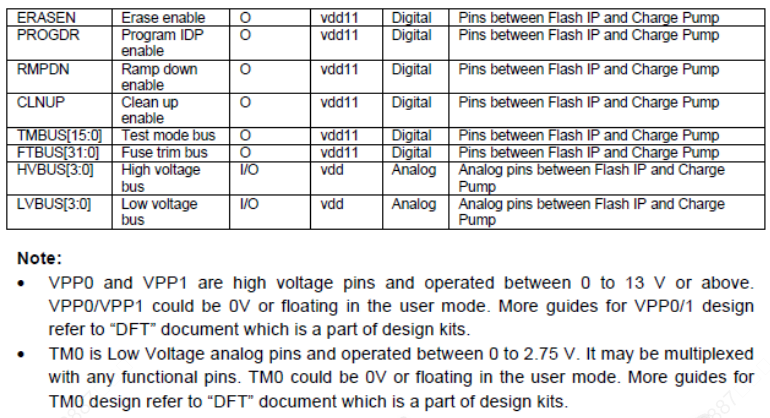 ERASEN Erase enable O vdd11 Digital Pins between Flash IP and Charge Pump
PROGDR Program IDP O vdd11 Digital Pins between Flash IP and Charge Pump
enable
RMPDN Ramp down O vdd11 Digital Pins between Flash IP and Charge Pump
enable
CLNUP Clean up O vdd11 Digital Pins between Flash IP and Charge Pump
enable
TMBUS[15:0] Test mode bus O vdd11 Digital Pins between Flash IP and Charge Pump
FTBUS[31:0] Fuse trim bus O vdd11 Digital Pins between Flash IP and Charge Pump
HVBUS[3:0] High voltage I/O vdd Analog Analog pins between Flash IP and Charge
bus Pump
LVBUS[3:0] Low voltage I/O vdd Analog Analog pins between Flash IP and Charge
bus Pump
Note:
• VPP0 and VPP1 are high voltage pins and operated between 0 to 13 V or above.
VPP0/VPP1 could be 0V or floating in the user mode. More guides for VPP0/1 design
refer to “DFT” document which is a part of design kits.
• TM0 is Low Voltage analog pins and operated between 0 to 2.75 V. It may be multiplexed
with any functional pins. TM0 could be 0V or floating in the user mode. More guides for
TM0 design refer to “DFT” document which is a part of design kits.